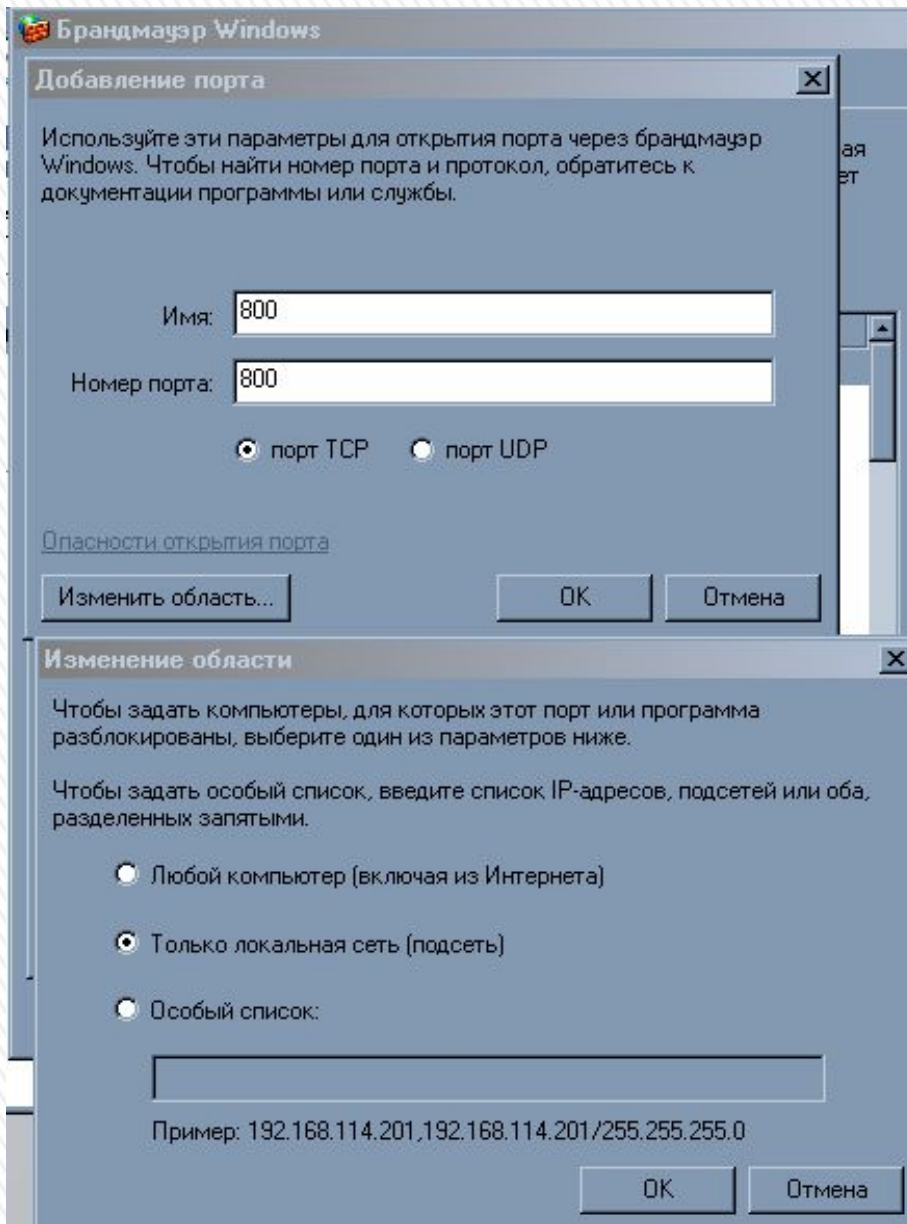 Брандмауэр Windows
Добавление порта
Используйте эти параметры для открытия порта через брандмауэр
Windows. Чтобы найти номер порта и протокол, обратитесь к
документации программы или службы.
ая
ет
Имя: 800
Номер порта: 800
порт TCP порт UDP
Опасности открытия порта
Изменить область... OK Отмена
Изменение области
Чтобы задать компьютеры, для которых этот порт или программа
разблокированы, выберите один из параметров ниже.
Чтобы задать особый список, введите список IP-адресов, подсетей или оба,
разделенных запятыми.
Любой компьютер (включая из Интернета)
Только локальная сеть (подсеть)
Особый список:
Пример: 192.168.114.201,192.168.114.201/255.255.255.0
OK Отмена